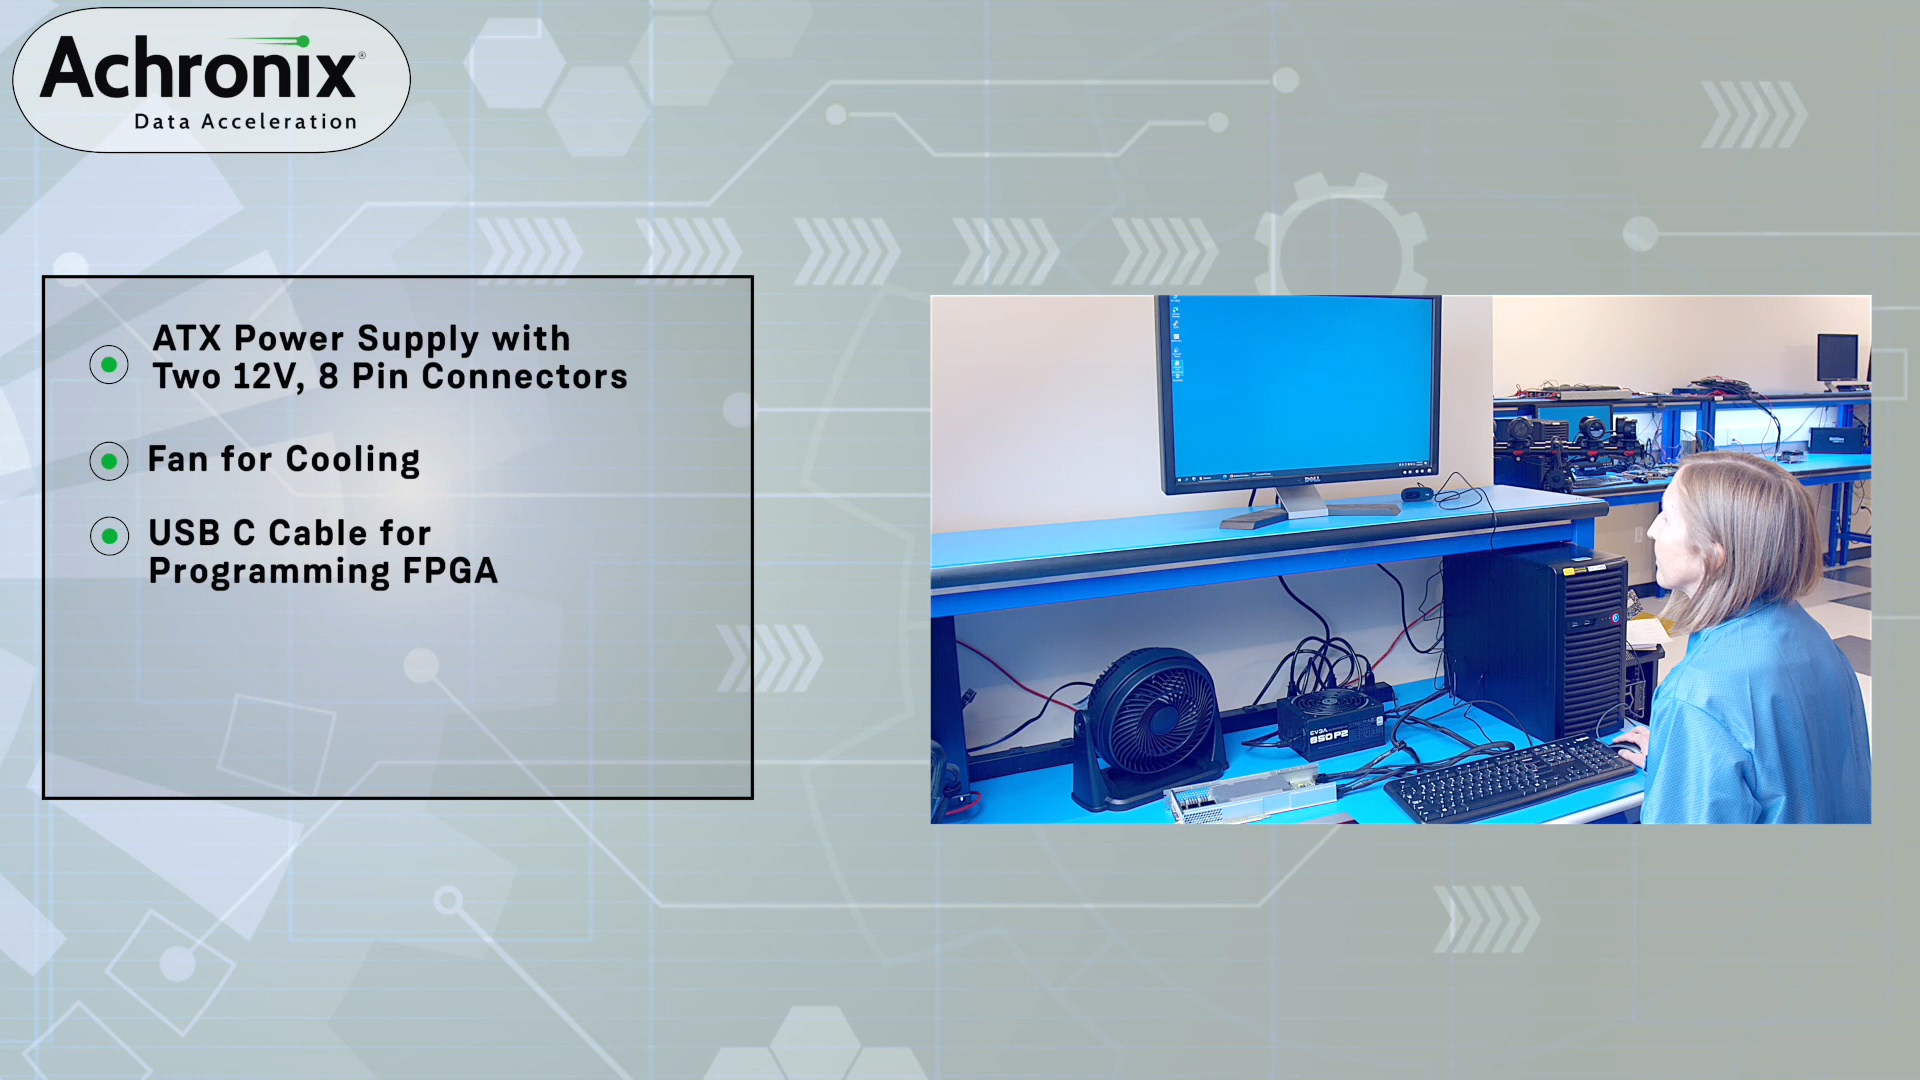 Achronix
Data Acceleration
ATX Power Supply with
Two 12V, 8 Pin Connectors
Fan for Cooling
USB C Cable for
Programming FPGA
DELL
EVGA
850 P2